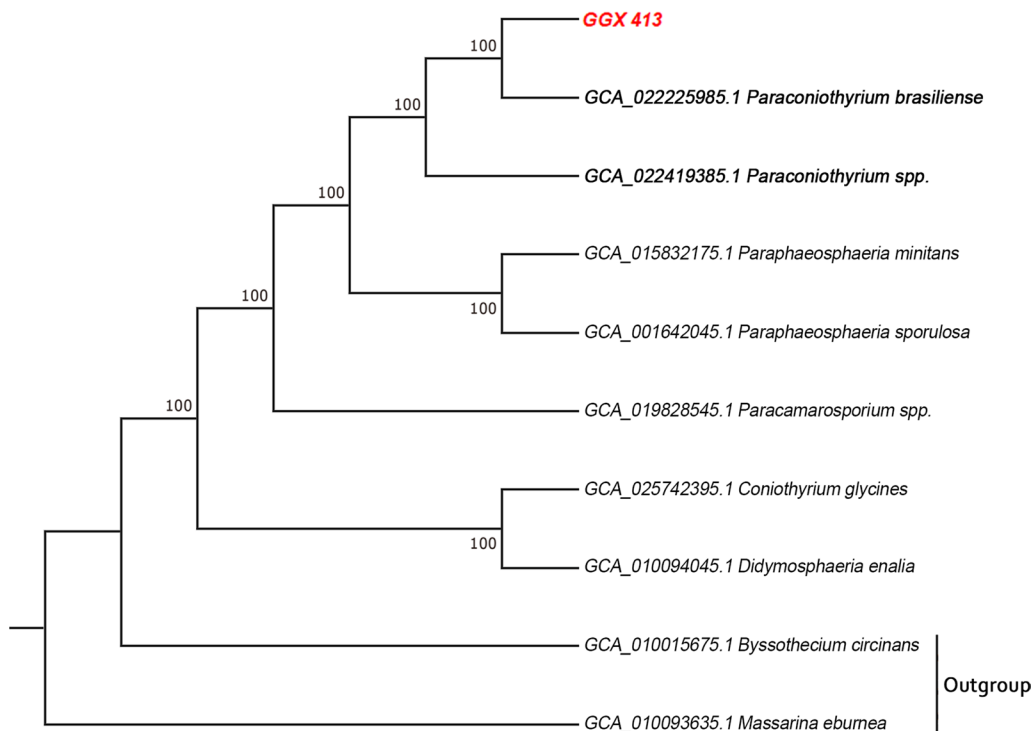 GGX 413
100
GCA_022225985.1 Paraconiothyrium brasiliense
100
GCA_022419385.1 Paraconiothyrium spp.
100
GCA_015832175.1 Paraphaeosphaeria minitans
100
100
GCA_001642045.1 Paraphaeosphaeria sporulosa
100
GCA_019828545.1 Paracamarosporium spp.
GCA_025742395.1 Coniothyrium glycines
100
GCA_010094045.1 Didymosphaeria enalia
GCA_010015675.1 Byssothecium circinans
Outgroup
GCA_010093635.1 Massarina eburnea